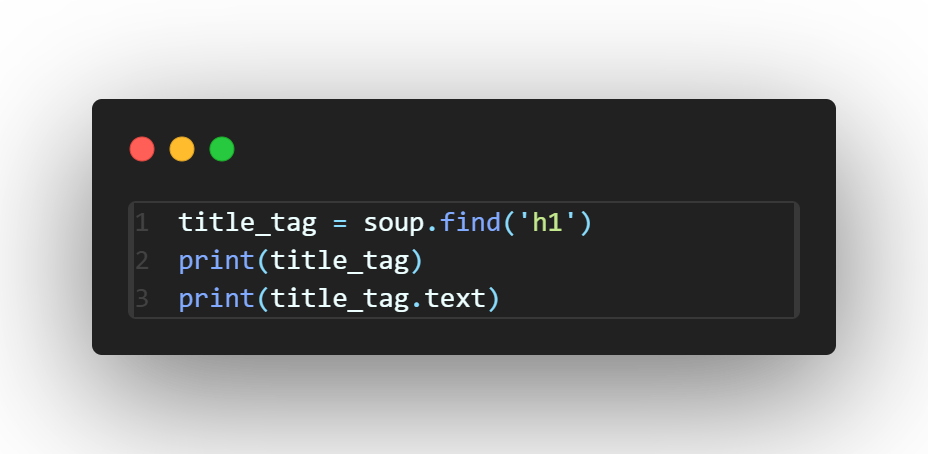 1 title_tag = soup.find('h1')
2 print(title_tag)
3 print(title_tag.text)